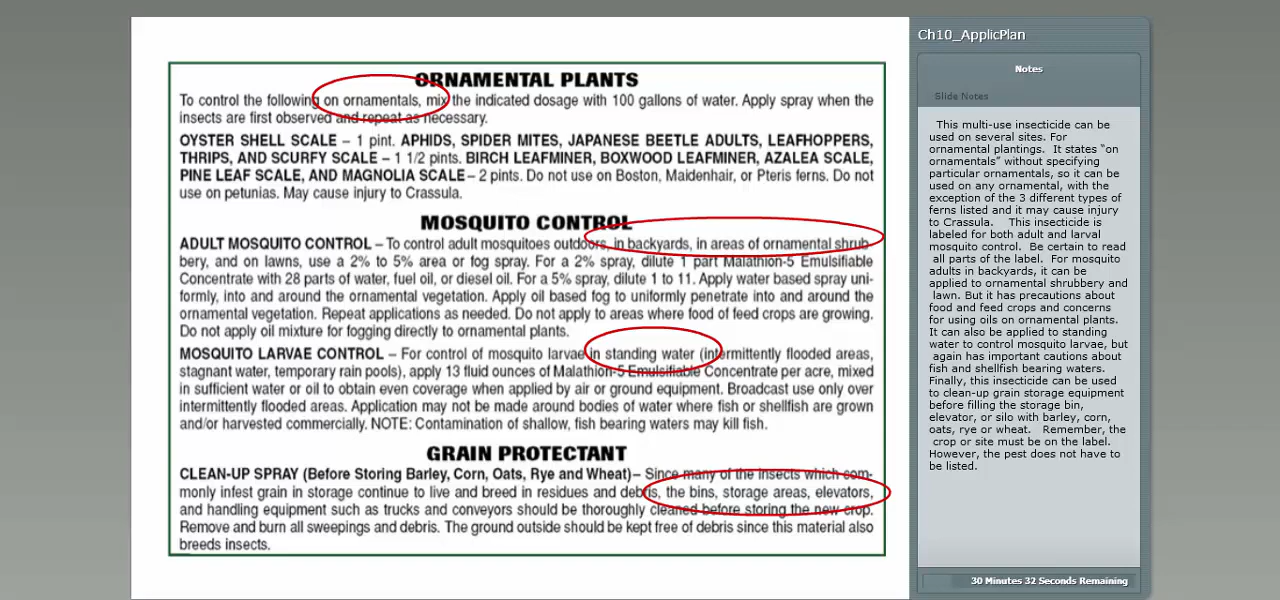 ORNAMENTAL PLANTS
To control the following on ornamentals, mix the indicated dosage with 100 gallons of water. Apply spray when the
insects are first observed and repeat as necessary.
OYSTER SHELL SCALE – 1 pint. APHIDS, SPIDER MITES, JAPANESE BEETLE ADULTS, LEAFHOPPERS,
THRIPS, AND SCURFY SCALE – 1 1/2 pints. BIRCH LEAFMINER, BOXWOOD LEAFMINER, AZALEA SCALE,
PINE LEAF SCALE, AND MAGNOLIA SCALE – 2 pints. Do not use on Boston, Maidenhair, or Pteris ferns. Do not
use on petunias. May cause injury to Crassula.
MOSQUITO CONTROL
ADULT MOSQUITO CONTROL – To control adult mosquitoes outdoors, in backyards, in areas of ornamental shrub-
bery, and on lawns, use a 2% to 5% area or fog spray. For a 2% spray, dilute 1 part Malathion-5 Emulsifiable
Concentrate with 28 parts of water, fuel oil, or diesel oil. For a 5% spray, dilute 1 to 11. Apply water based spray uni-
formly, into and around the ornamental vegetation. Apply oil based fog to uniformly penetrate into and around the
ornamental vegetation. Repeat applications as needed. Do not apply to areas where food of feed crops are growing.
Do not apply oil mixture for fogging directly to ornamental plants.
MOSQUITO LARVAE CONTROL – For control of mosquito larvae in standing water (intermittently flooded areas,
stagnant water, temporary rain pools), apply 13 fluid ounces of Malathion-5 Emulsifiable Concentrate per acre, mixed
in sufficient water or oil to obtain even coverage when applied by air or ground equipment. Broadcast use only over
intermittently flooded areas. Application may not be made around bodies of water where fish or shellfish are grown
and/or harvested commercially. NOTE: Contamination of shallow, fish bearing waters may kill fish.
GRAIN PROTECTANT
CLEAN-UP SPRAY (Before Storing Barley, Corn, Oats, Rye and Wheat)– Since many of the insects which com-
monly infest grain in storage continue to live and breed in residues and debris, the bins, storage areas, elevators,
and handling equipment such as trucks and conveyors should be thoroughly cleaned before storing the new crop.
Remove and burn all sweepings and debris. The ground outside should be kept free of debris since this material also
breeds insects.
Ch10_ApplicPlan
Notes
Slide Notes
This multi-use insecticide can be
used on several sites. For
ornamental plantings. It states “on
ornamentals” without specifying
particular ornamentals, so it can be
used on any ornamental, with the
exception of the 3 different types of
ferns listed and it may cause injury
to Crassula. This insecticide is
labeled for both adult and larval
mosquito control. Be certain to read
all parts of the label. For mosquito
adults in backyards, it can be
applied to ornamental shrubbery and
lawn. But it has precautions about
food and feed crops and concerns
for using oils on ornamental plants.
It can also be applied to standing
water to control mosquito larvae, but
again has important cautions about
fish and shellfish bearing waters.
Finally, this insecticide can be used
to clean-up grain storage equipment
before filling the storage bin,
elevator, or silo with barley, corn,
oats, rye or wheat. Remember, the
crop or site must be on the label.
However, the pest does not have to
be listed.
30 Minutes 32 Seconds Remaining